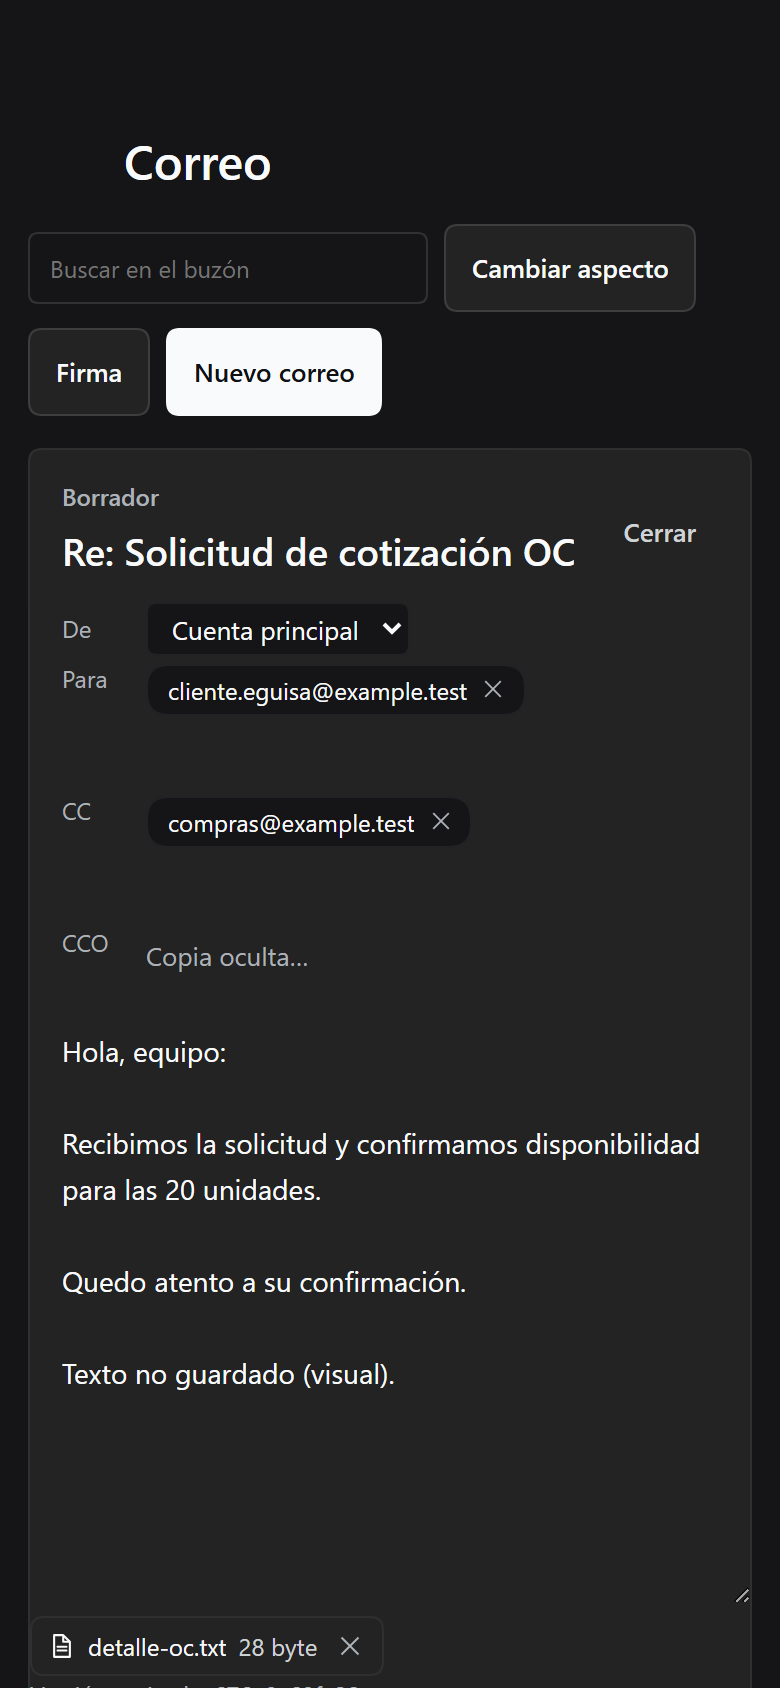 Correo
Buscar en el buzón
Cambiar aspecto
Firma
Nuevo correo
Borrador
Re: Solicitud de cotización OC
Cerrar
De
Cuenta principal
Para
cliente.eguisa@example.test
CC
compras@example.test
CCO
Copia oculta...
Hola, equipo:
Recibimos la solicitud y confirmamos disponibilidad
para las 20 unidades.
Quedo atento a su confirmación.
Texto no guardado (visual).
detalle-oc.txt 28 byte